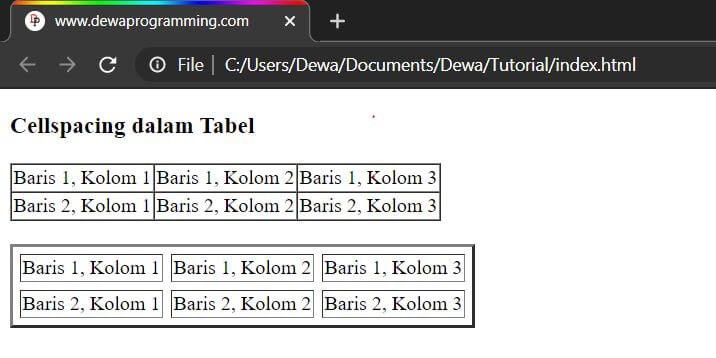 www.dewaprogramming.com
File | C:/Users/Dewa/Documents/Dewa/Tutorial/index.html
Cellspacing dalam Tabel
Baris 1, Kolom 1 Baris 1, Kolom 2 Baris 1, Kolom 3
Baris 2, Kolom 1 Baris 2, Kolom 2 Baris 2, Kolom 3
Baris 1, Kolom 1 Baris 1, Kolom 2 Baris 1, Kolom 3
Baris 2, Kolom 1 Baris 2, Kolom 2 Baris 2, Kolom 3